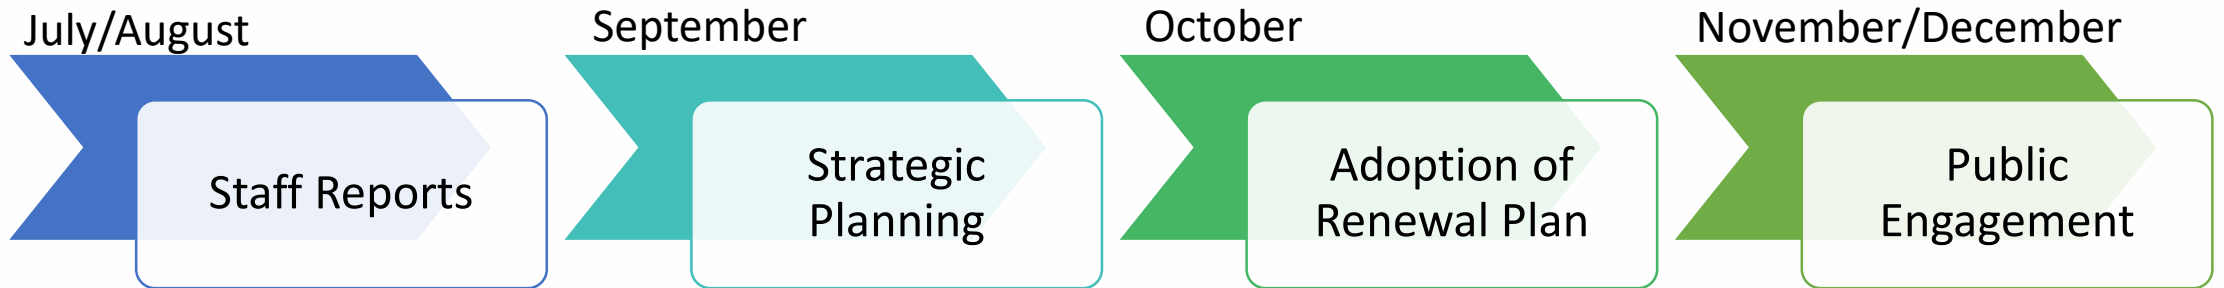 July/August
Staff Reports
September
Strategic
Planning
October
Adoption of
Renewal Plan
November/December
Public
Engagement